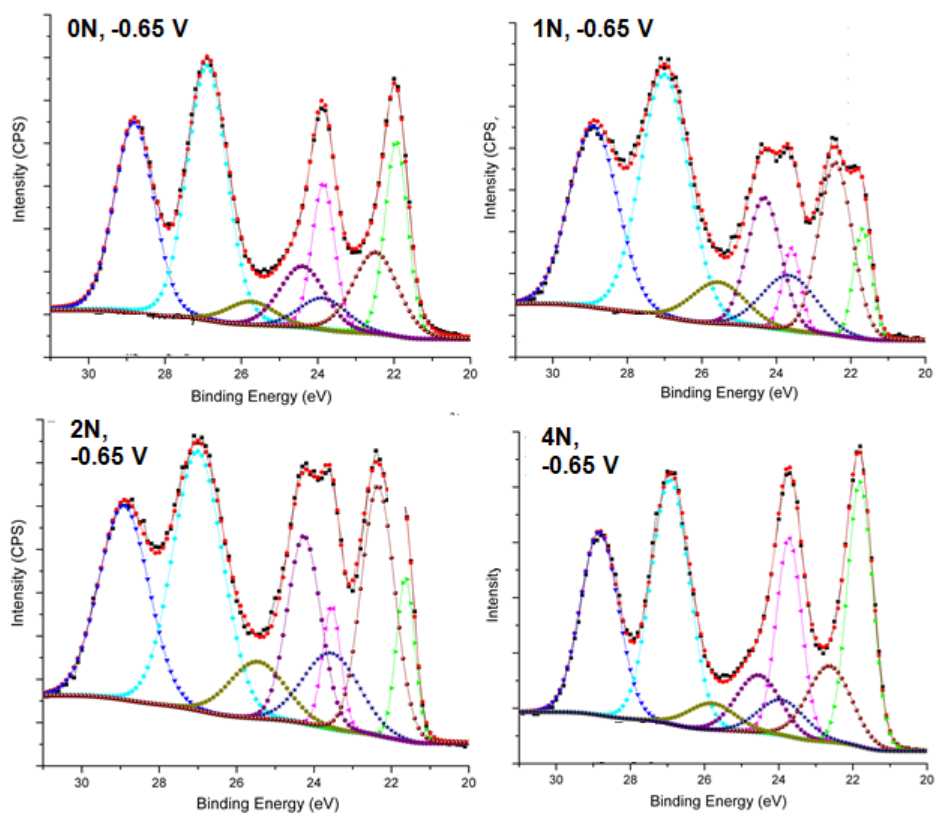 0N, -0.65 V
Intensity (CPS)
30 28 26 24 22 20
Binding Energy (eV)
1N, -0.65 V
Intensity (CPS,
30 28 26 24 22 20
Binding Energy (eV)
2N,
-0.65 V
Intensity (CPS)
30 28 26 24 22 20
Binding Energy (eV)
4N,
-0.65 V
Intensity
30 28 26 24 22 20
Binding Energy (eV)